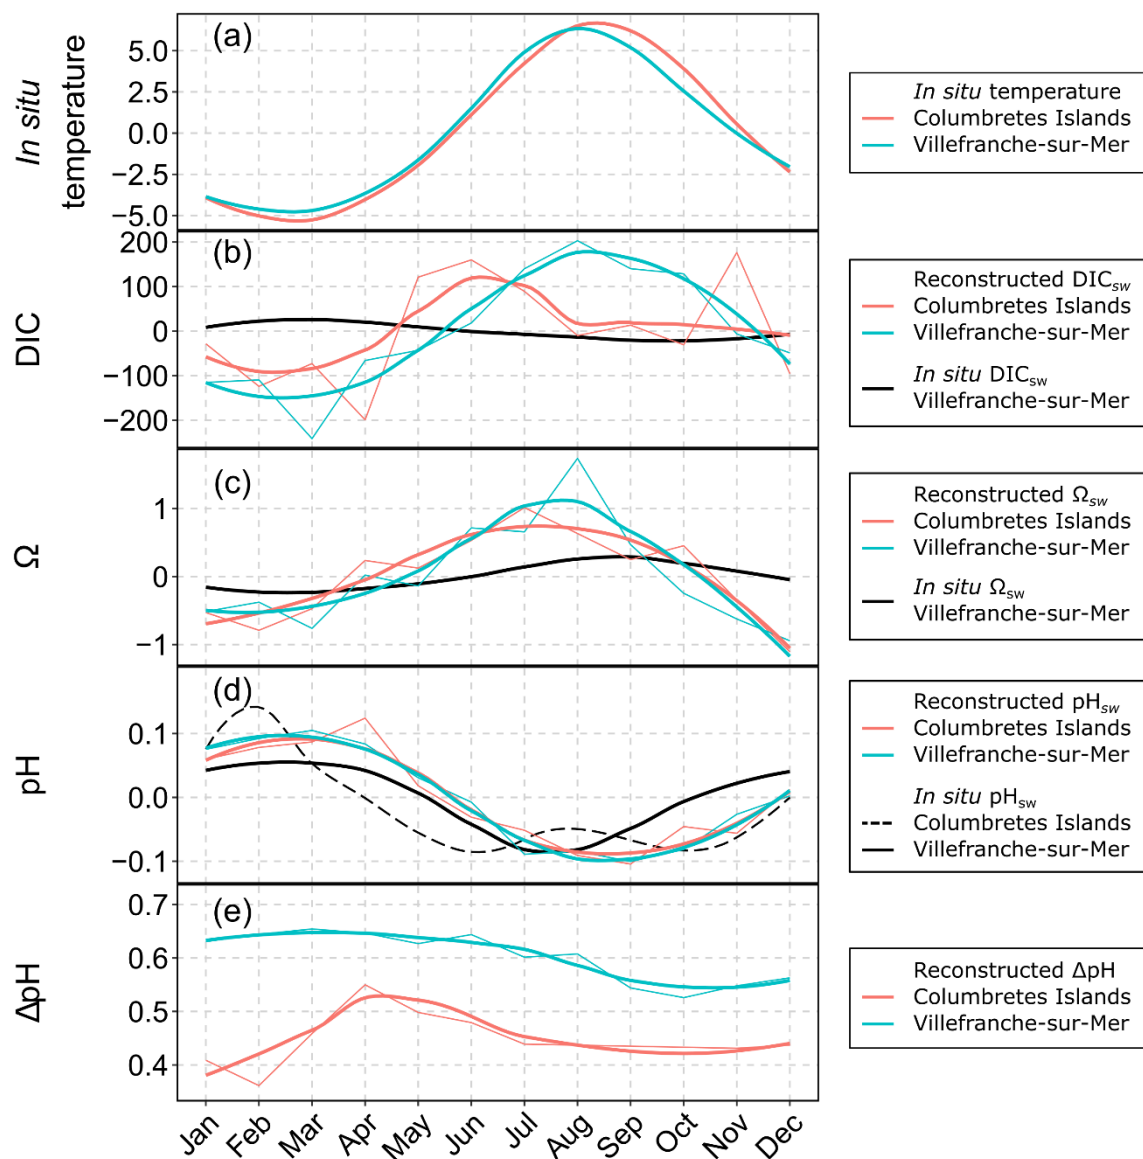 (a)
In situ
temperature
5.0
2.5
0.0
−2.5
−5.0
In situ temperature
Columbretes Islands
Villefranche-sur-Mer
(b)
DIC
200
100
0
−100
−200
Reconstructed DICsw
Columbretes Islands
Villefranche-sur-Mer
In situ DICsw
Villefranche-sur-Mer
(c)
Ω
1
0
−1
Reconstructed Ωsw
Columbretes Islands
Villefranche-sur-Mer
In situ Ωsw
Villefranche-sur-Mer
(d)
pH
0.1
0.0
−0.1
Reconstructed pHsw
Columbretes Islands
Villefranche-sur-Mer
In situ pHsw
Columbretes Islands
Villefranche-sur-Mer
(e)
ΔpH
0.7
0.6
0.5
0.4
Reconstructed ΔpH
Columbretes Islands
Villefranche-sur-Mer
Jan
Feb
Mar
Apr
May
Jun
Jul
Aug
Sep
Oct
Nov
Dec